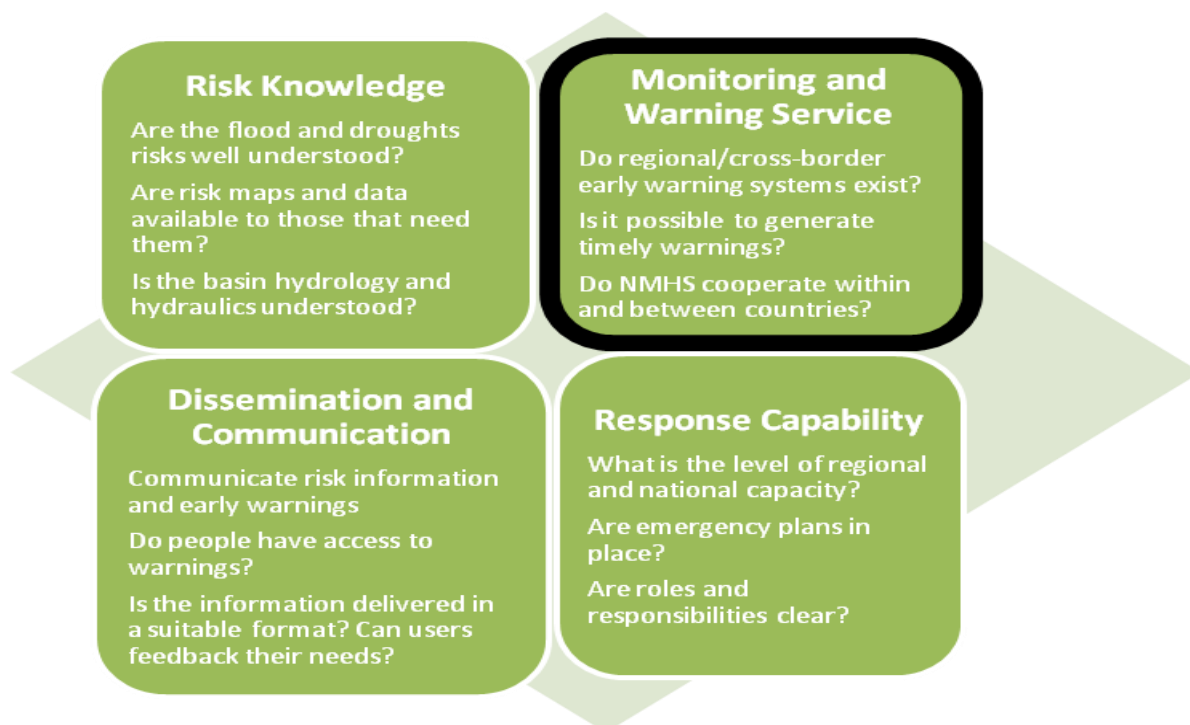 Risk Knowledge
Are the flood and droughts
risks well understood?
Are risk maps and data
available to those that need
them?
Is the basin hydrology and
hydraulics understood?
Monitoring and
Warning Service
Do regional/cross-border
early warning systems exist?
Is it possible to generate
timely warnings?
Do NMHS cooperate within
and between countries?
Dissemination and
Communication
Communicate risk information
and early warnings
Do people have access to
warnings?
Is the information delivered in
a suitable format? Can users
feedback their needs?
Response Capability
What is the level of regional
and national capacity?
Are emergency plans in
place?
Are roles and
responsibilities clear?